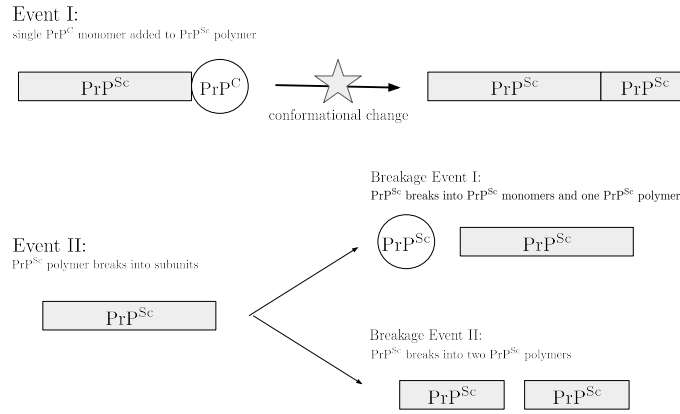 Event I:
single PrP^C monomer added to PrP^Sc polymer
PrP^Sc PrP^C PrP^Sc PrP^Sc
conformational change
Breakage Event I:
PrP^Sc breaks into PrP^Sc monomers and one PrP^Sc polymer
PrP^Sc PrP^Sc
Event II:
PrP^Sc polymer breaks into subunits
PrP^Sc
Breakage Event II:
PrP^Sc breaks into two PrP^Sc polymers
PrP^Sc PrP^Sc